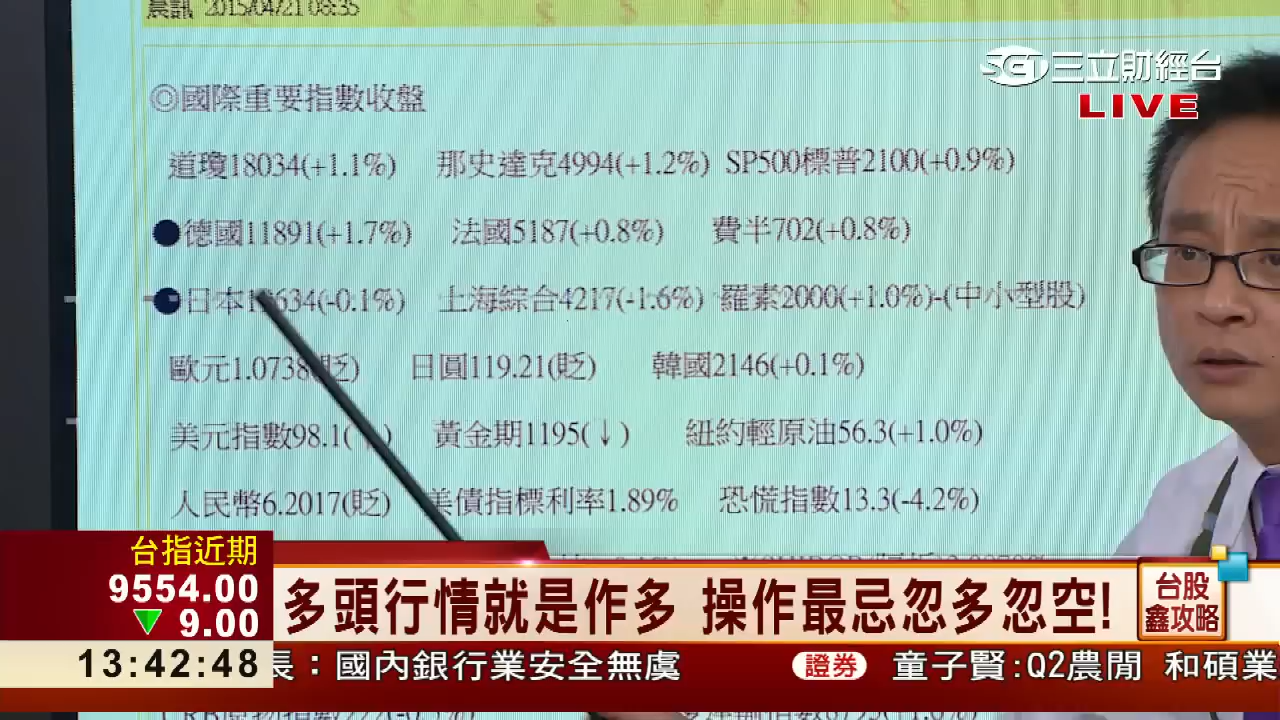 晨訊 2015/04/21 08:35
三立財經台
LIVE
◎國際重要指數收盤
道瓊18034(+1.1%) 那史達克4994(+1.2%) SP500標普2100(+0.9%)
●德國11891(+1.7%) 法國5187(+0.8%) 費半702(+0.8%)
●日本1 634(-0.1%) 上海綜合4217(-1.6%) 羅素2000(+1.0%)-(中小型股)
歐元1.0738(貶) 日圓119.21(貶) 韓國2146(+0.1%)
美元指數98.1( ) 黃金期1195(↓) 紐約輕原油56.3(+1.0%)
人民幣6.2017(貶) 美債指標利率1.89% 恐慌指數13.3(-4.2%)
台指近期
9554.00
▼ 9.00
多頭行情就是作多 操作最忌忽多忽空!
台股
鑫攻略
13:42:48
長：國內銀行業安全無虞 證券 童子賢:Q2農閒 和碩業